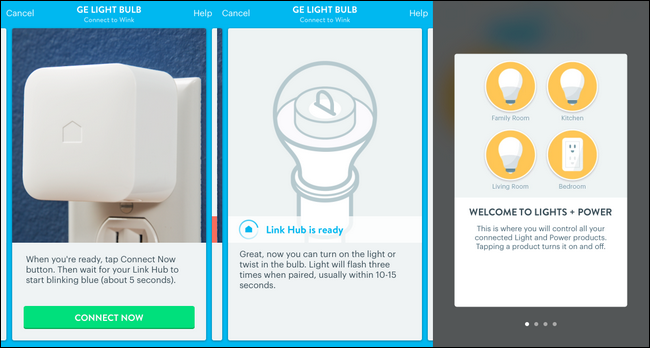 Cancel
GE LIGHT BULB
Connect to Wink
Help
When you're ready, tap Connect Now
button. Then wait for your Link Hub to
start blinking blue (about 5 seconds).
CONNECT NOW
Cancel
GE LIGHT BULB
Connect to Wink
Help
Link Hub is ready
Great, now you can turn on the light or
twist in the bulb. Light will flash three
times when paired, usually within 10-15
seconds.
Family Room
Kitchen
Living Room
Bedroom
WELCOME TO LIGHTS + POWER
This is where you will control all your
connected Light and Power products.
Tapping a product turns it on and off.